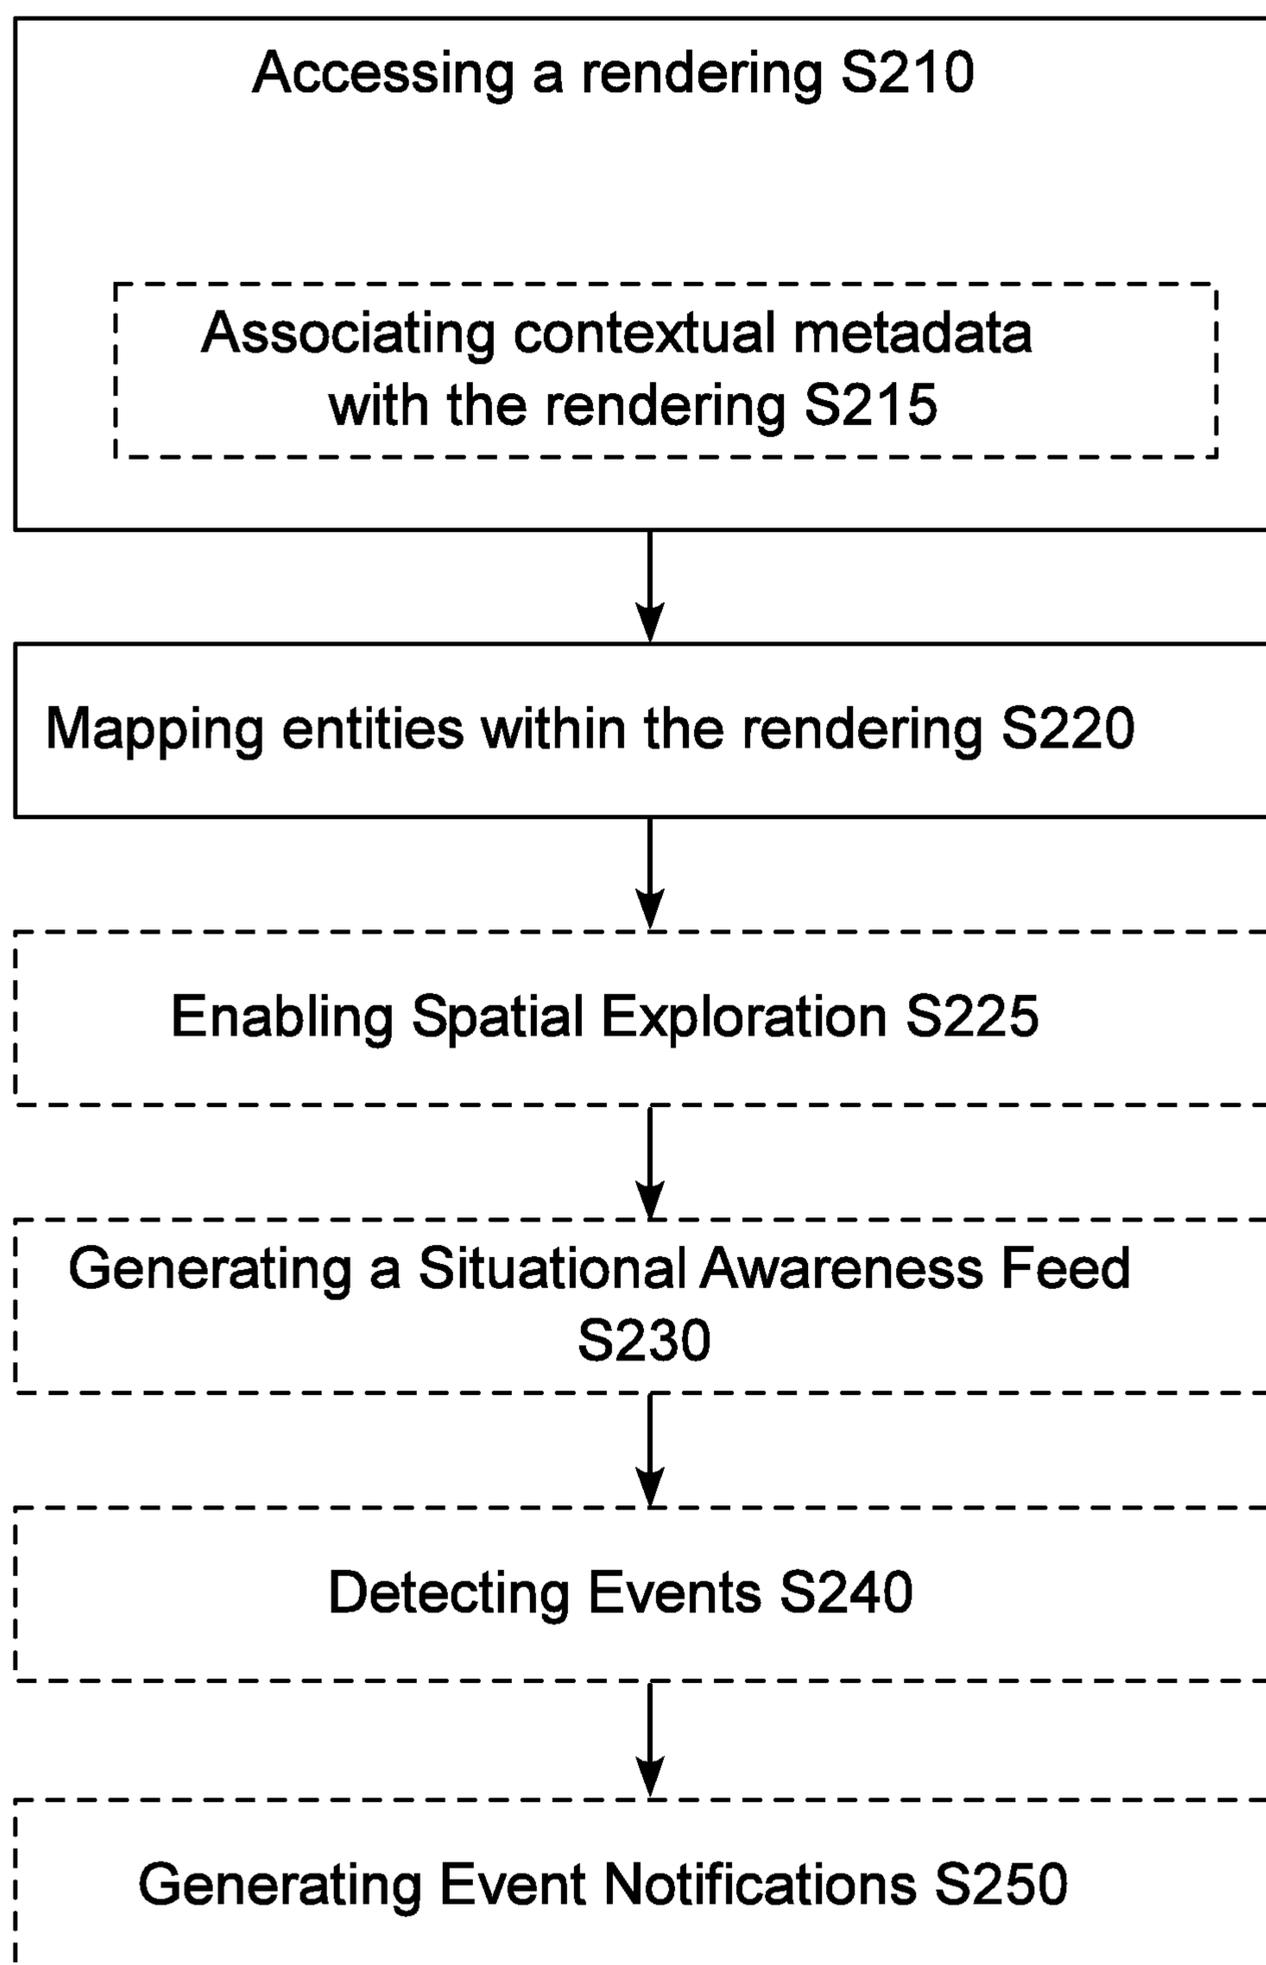 Accessing a rendering S210
Associating contextual metadata
with the rendering S215
Mapping entities within the rendering S220
Enabling Spatial Exploration S225
Generating a Situational Awareness Feed
S230
Detecting Events S240
Generating Event Notifications S250